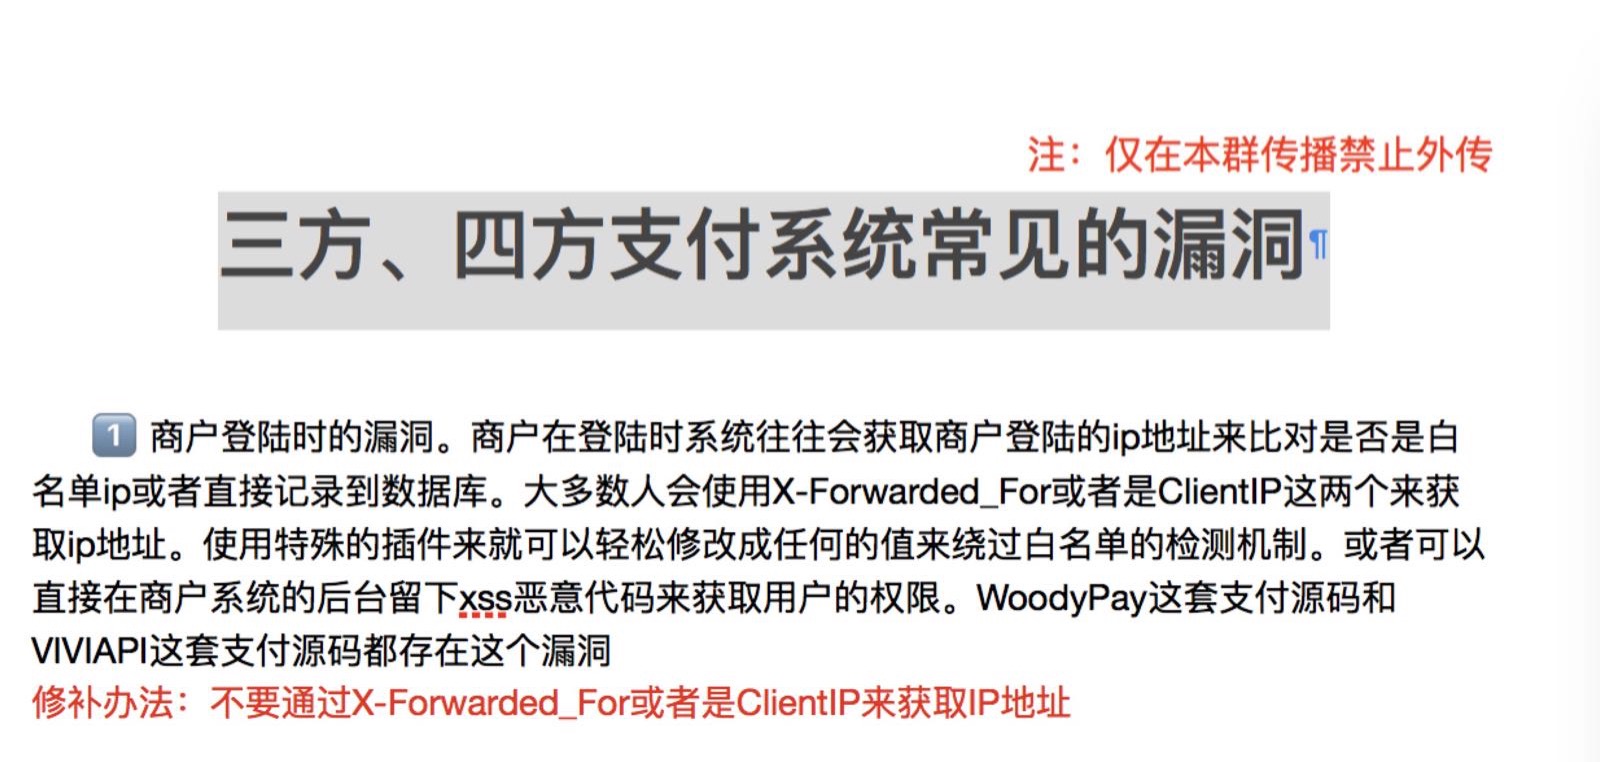 注：仅在本群传播禁止外传
三方、四方支付系统常见的漏洞¶
1 商户登陆时的漏洞。商户在登陆时系统往往会获取商户登陆的ip地址来比对是否是白
名单ip或者直接记录到数据库。大多数人会使用X-Forwarded_For或者是ClientIP这两个来获
取ip地址。使用特殊的插件来就可以轻松修改成任何的值来绕过白名单的检测机制。或者可以
直接在商户系统的后台留下xss恶意代码来获取用户的权限。WoodyPay这套支付源码和
VIVIAPI这套支付源码都存在这个漏洞
修补办法：不要通过X-Forwarded_For或者是ClientIP来获取IP地址